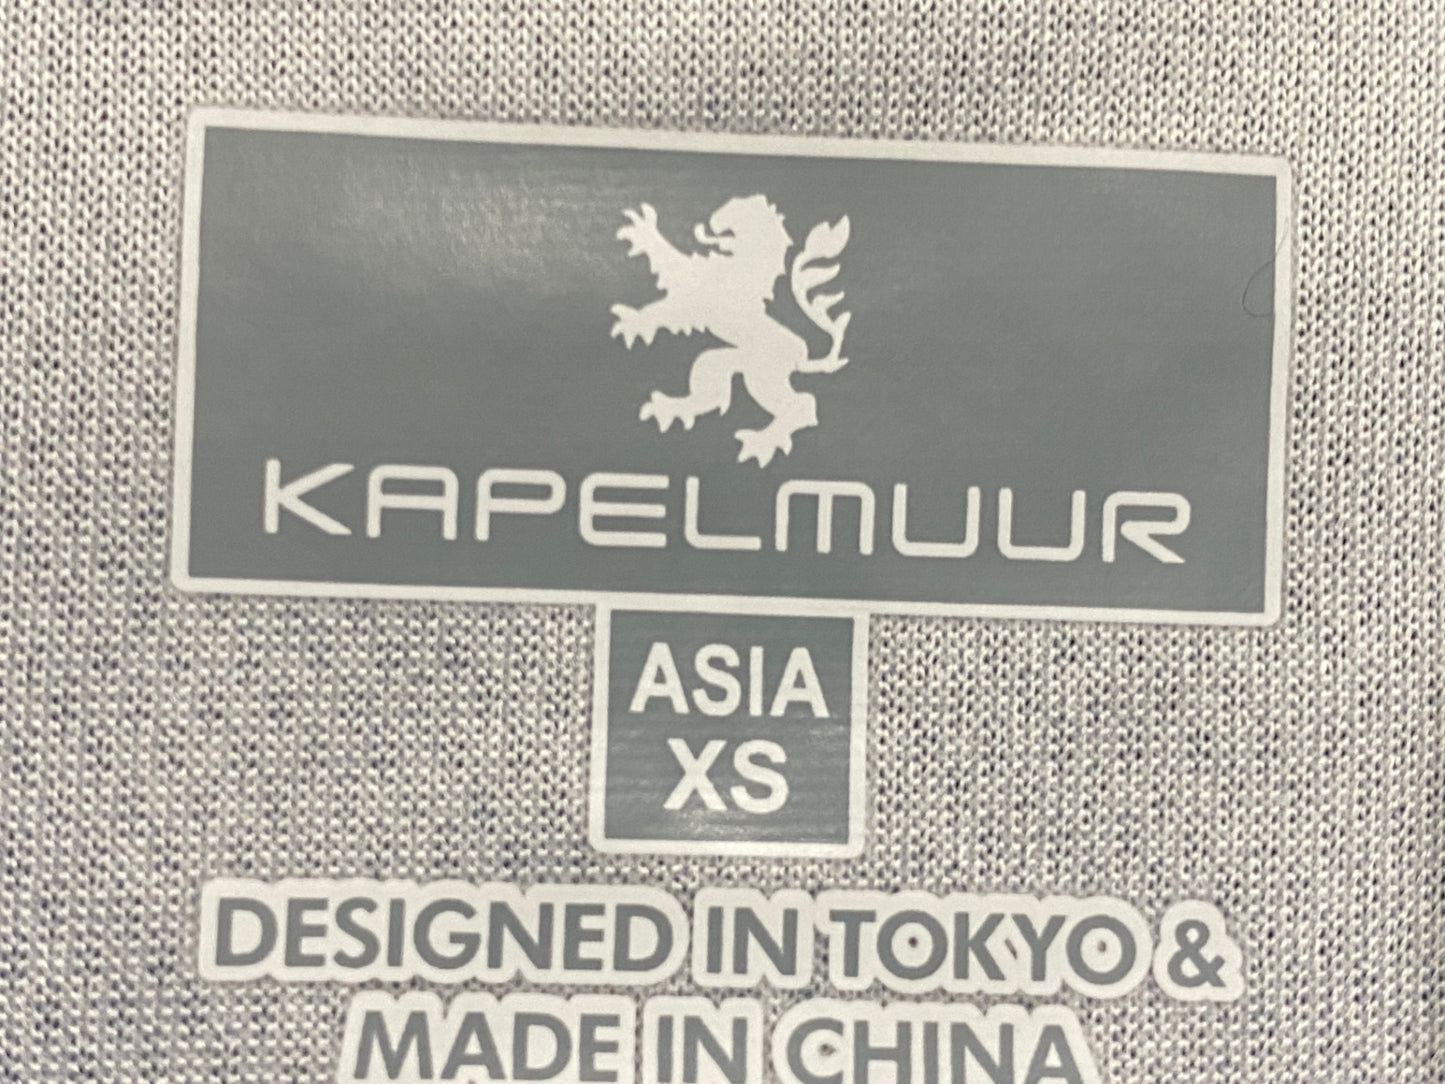 KAPELMUUR
ASIA
XS
DESIGNED IN TOKYO &
MADE IN CHINA